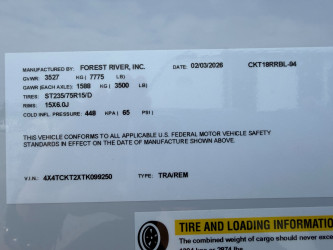 MANUFACTURED BY: FOREST RIVER, INC. DATE: 02/03/2026 CKT18RRBL-94
GVWR: 3527 KG ( 7775 LB)
GAWR (EACH AXLE): 1588 KG ( 3500 LB)
TIRES: ST235/75R15/D
RIMS: 15X6.0J
COLD INFL. PRESSURE: 448 KPA ( 65 PSI )
THIS VEHICLE CONFORMS TO ALL APPLICABLE U.S. FEDERAL MOTOR VEHICLE SAFETY
STANDARDS IN EFFECT ON THE DATE OF MANUFACTURE SHOWN ABOVE.
V.I.N.: 4X4TCKT2XTK099250 TYPE: TRA/REM
TIRE AND LOADING INFORMATION
The combined weight of cargo should never exce